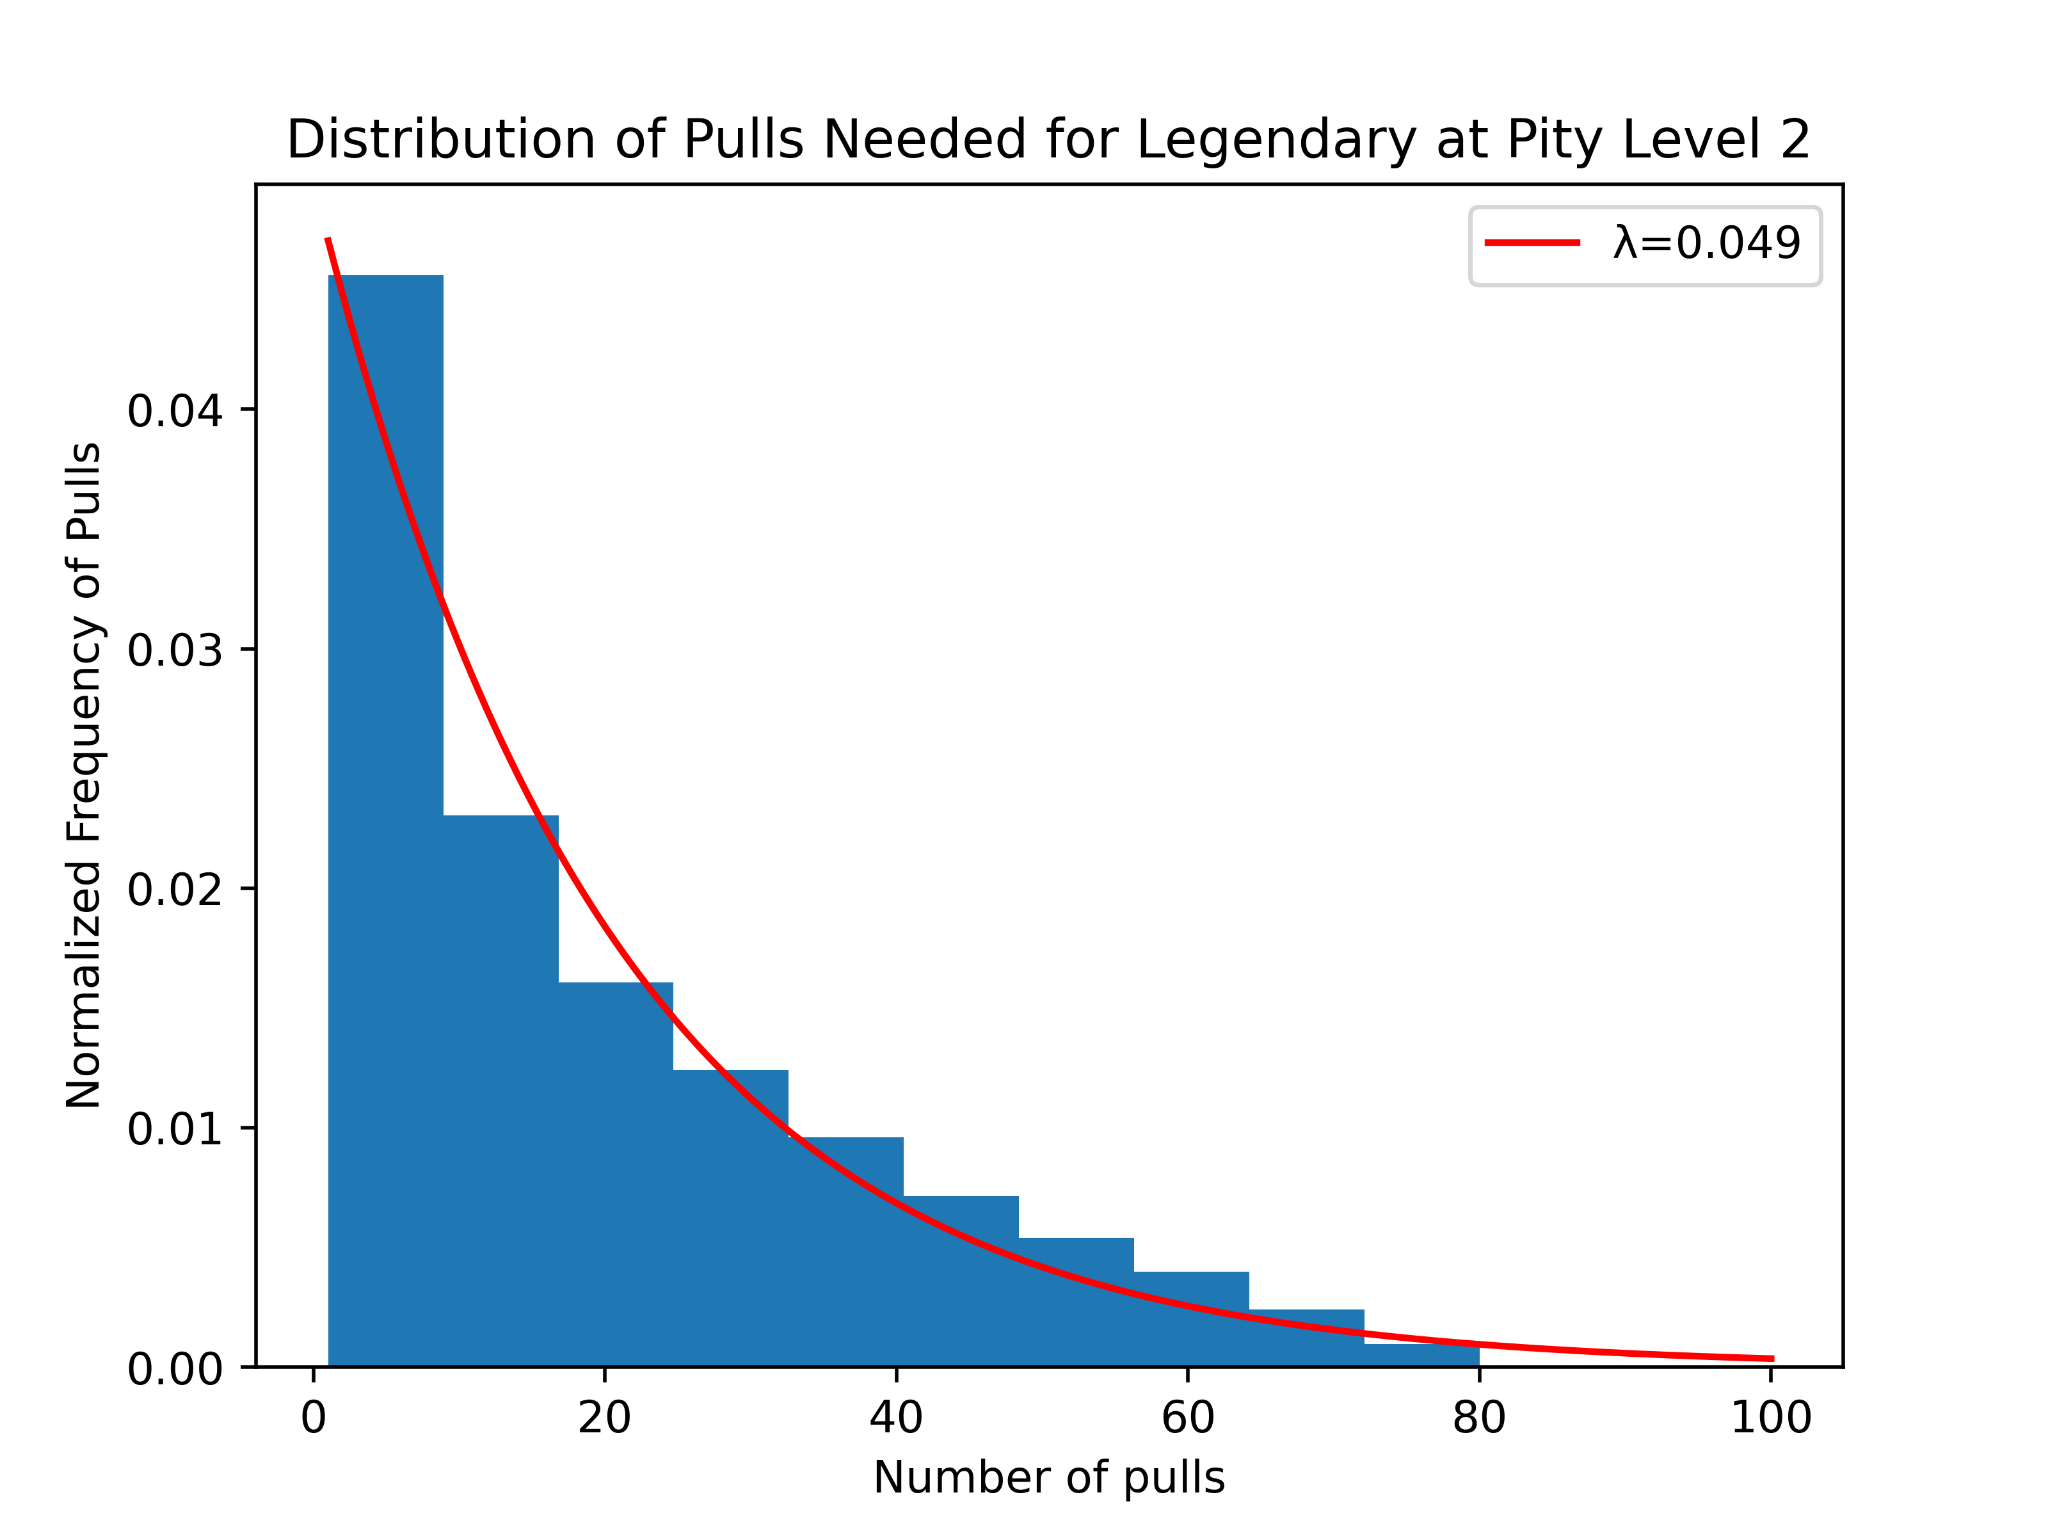 Distribution of Pulls Needed for Legendary at Pity Level 2
λ=0.049
Normalized Frequency of Pulls
0.04
0.03
0.02
0.01
0.00
0
20
40
60
80
100
Number of pulls